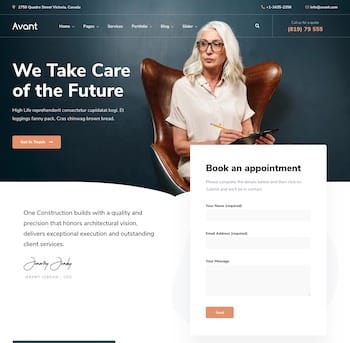 2750 Quadra Street Victoria, Canada
+1-3435-2356 info@avant.com
Avant
Home Pages Services Portfolio Blog Slider
Call us for a quote
(819) 79 555
We Take Care
of the Future
High Life reprehenderit consectetur cupidatat kogi. Et
leggings fanny pack, Cras chinwag brown bread.
Get In Touch →
Book an appointment
Please complete the details below and then click on
Submit and we'll be in contact
Your Name (required)
Email Address (required)
Your Message
Send
One Construction builds with a quality and
precision that honors architectural vision,
delivers exceptional execution and outstanding
client services.